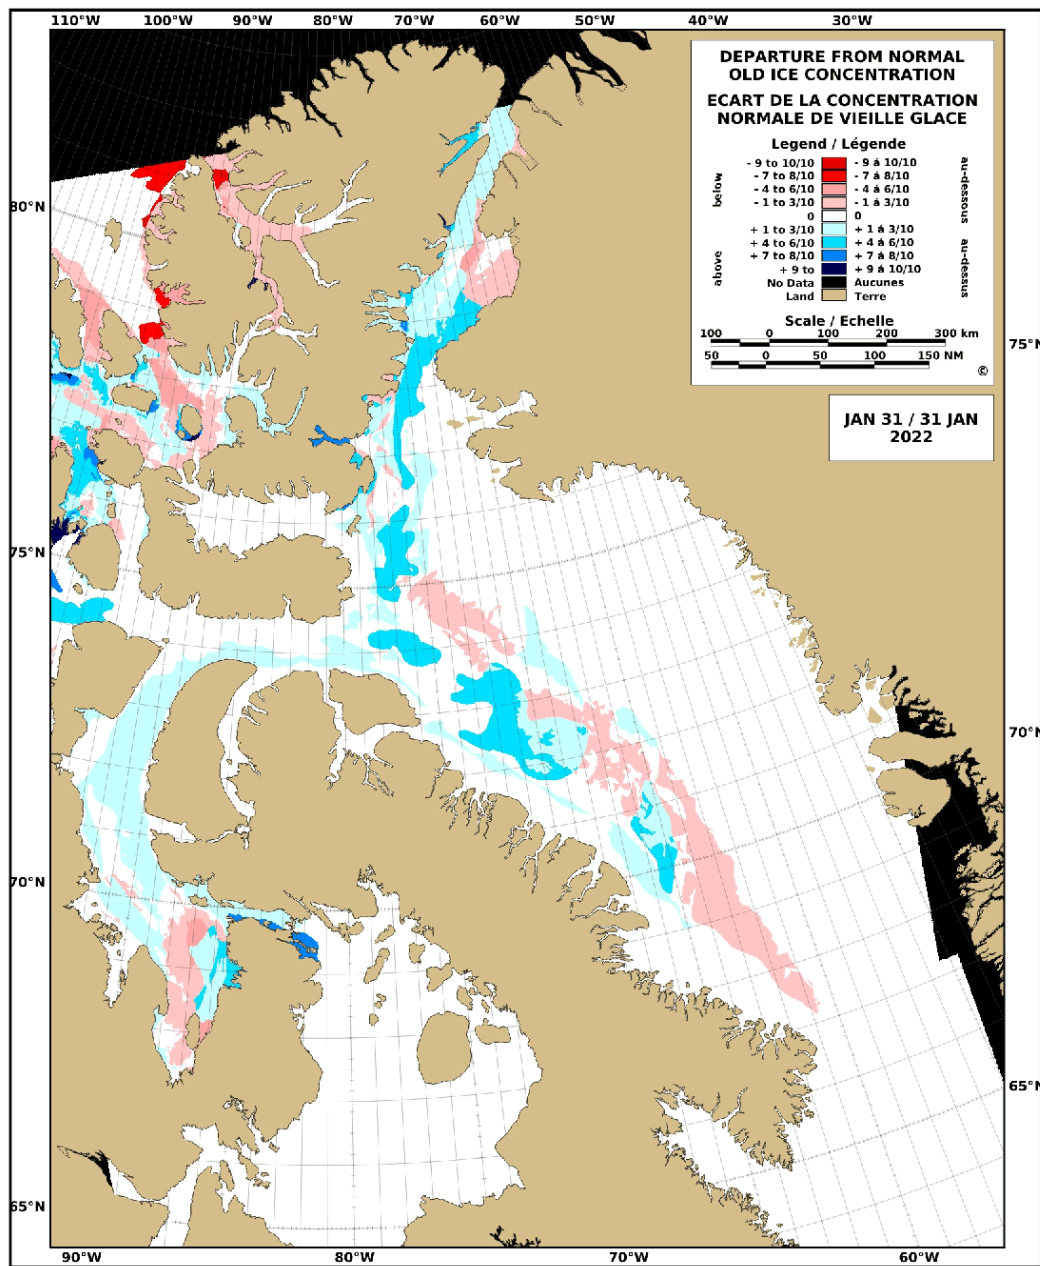 110°W 100°W 90°W 80°W 70°W 60°W 50°W 40°W 30°W
DEPARTURE FROM NORMAL
OLD ICE CONCENTRATION
ECART DE LA CONCENTRATION
NORMALE DE VIEILLE GLACE
Legend / Légende
below
above
- 9 to 10/10 - 9 á 10/10
- 7 to 8/10 - 7 á 8/10
- 4 to 6/10 - 4 á 6/10
- 1 to 3/10 - 1 á 3/10
0 0
+ 1 to 3/10 + 1 á 3/10
+ 4 to 6/10 + 4 á 6/10
+ 7 to 8/10 + 7 á 8/10
+ 9 to + 9 á 10/10
No Data Aucunes
Land Terre
au-dessous
au-dessus
Scale / Echelle
100 0 100 200 300 km
50 0 50 100 150 NM
©
JAN 31 / 31 JAN
2022
80°N
75°N
75°N
70°N
70°N
65°N
65°N
90°W 80°W 70°W 60°W